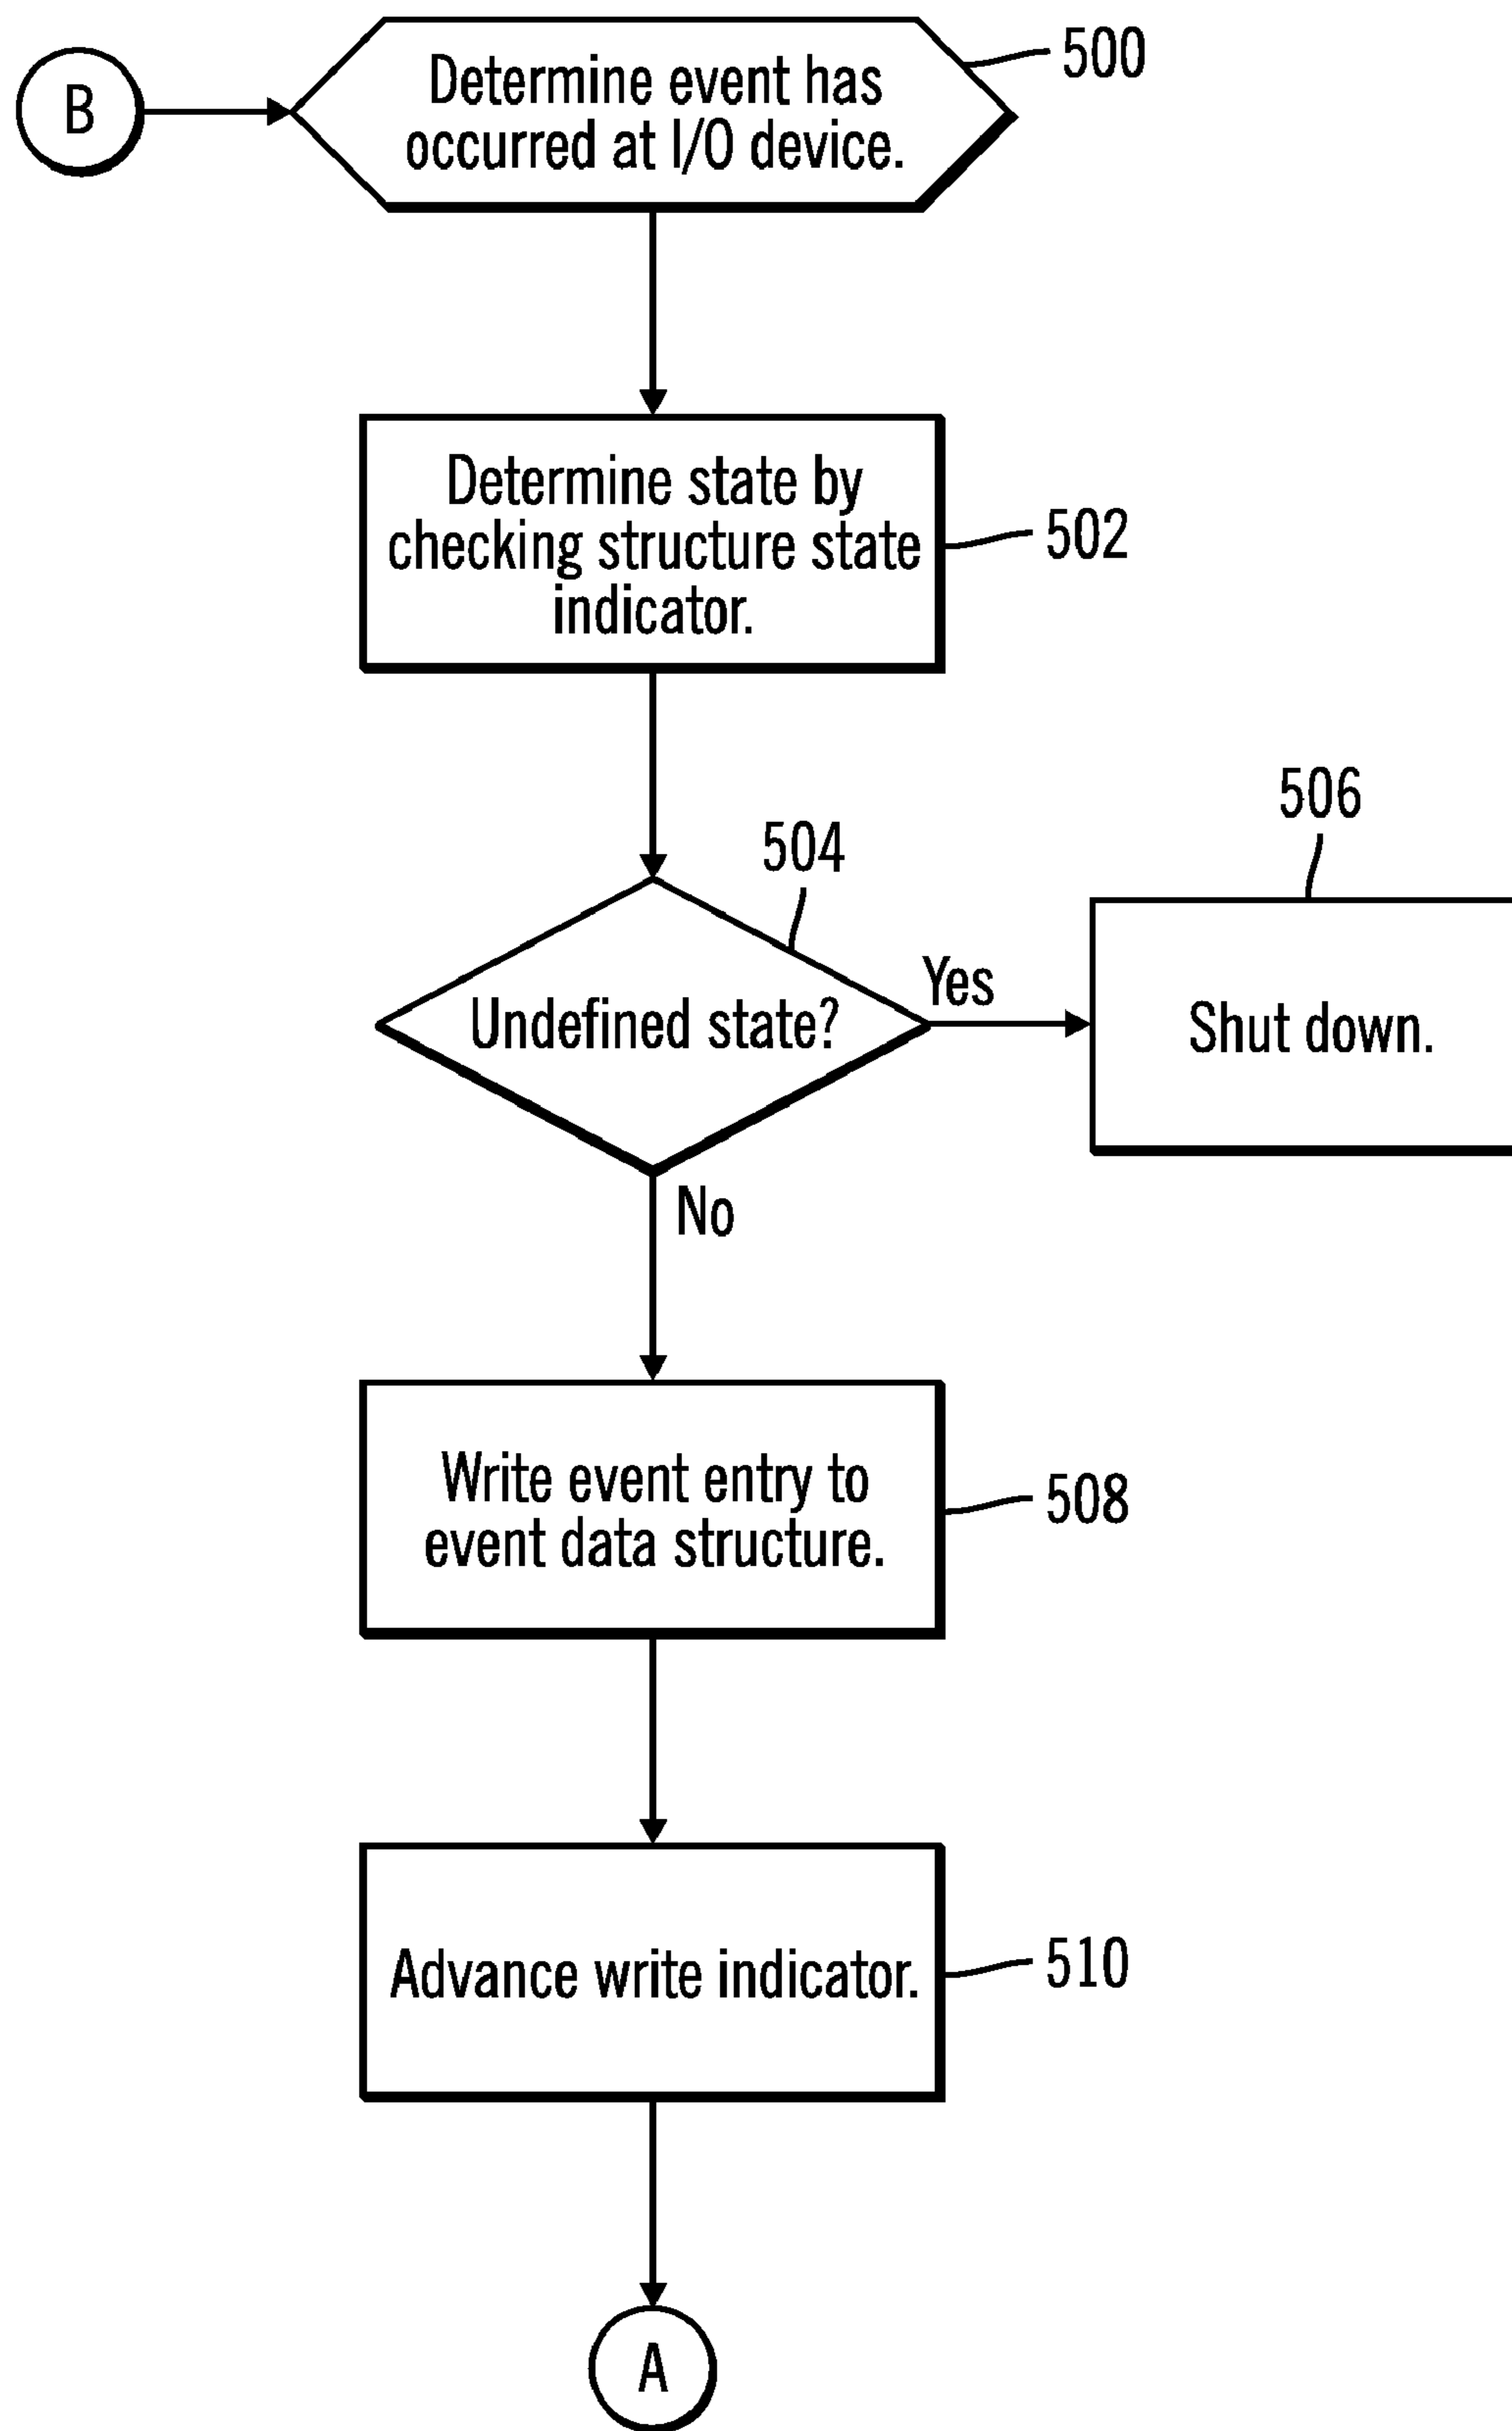 B
Determine event has
occurred at I/O device.
500
Determine state by
checking structure state
indicator.
502
504
Undefined state?
Yes
506
Shut down.
No
Write event entry to
event data structure.
508
Advance write indicator.
510
A